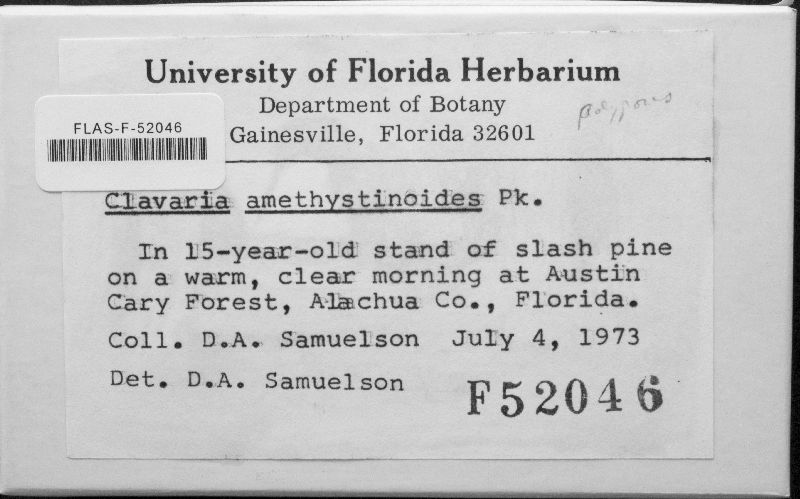 University of Florida Herbarium
Department of Botany
polyporus
Gainesville, Florida 32601
FLAS-F-52046
Clavaria amethystinoides Pk.
In 15-year-old stand of slash pine
on a warm, clear morning at Austin
Cary Forest, Alachua Co., Florida.
Coll. D.A. Samuelson July 4, 1973
Det. D.A. Samuelson
F52046